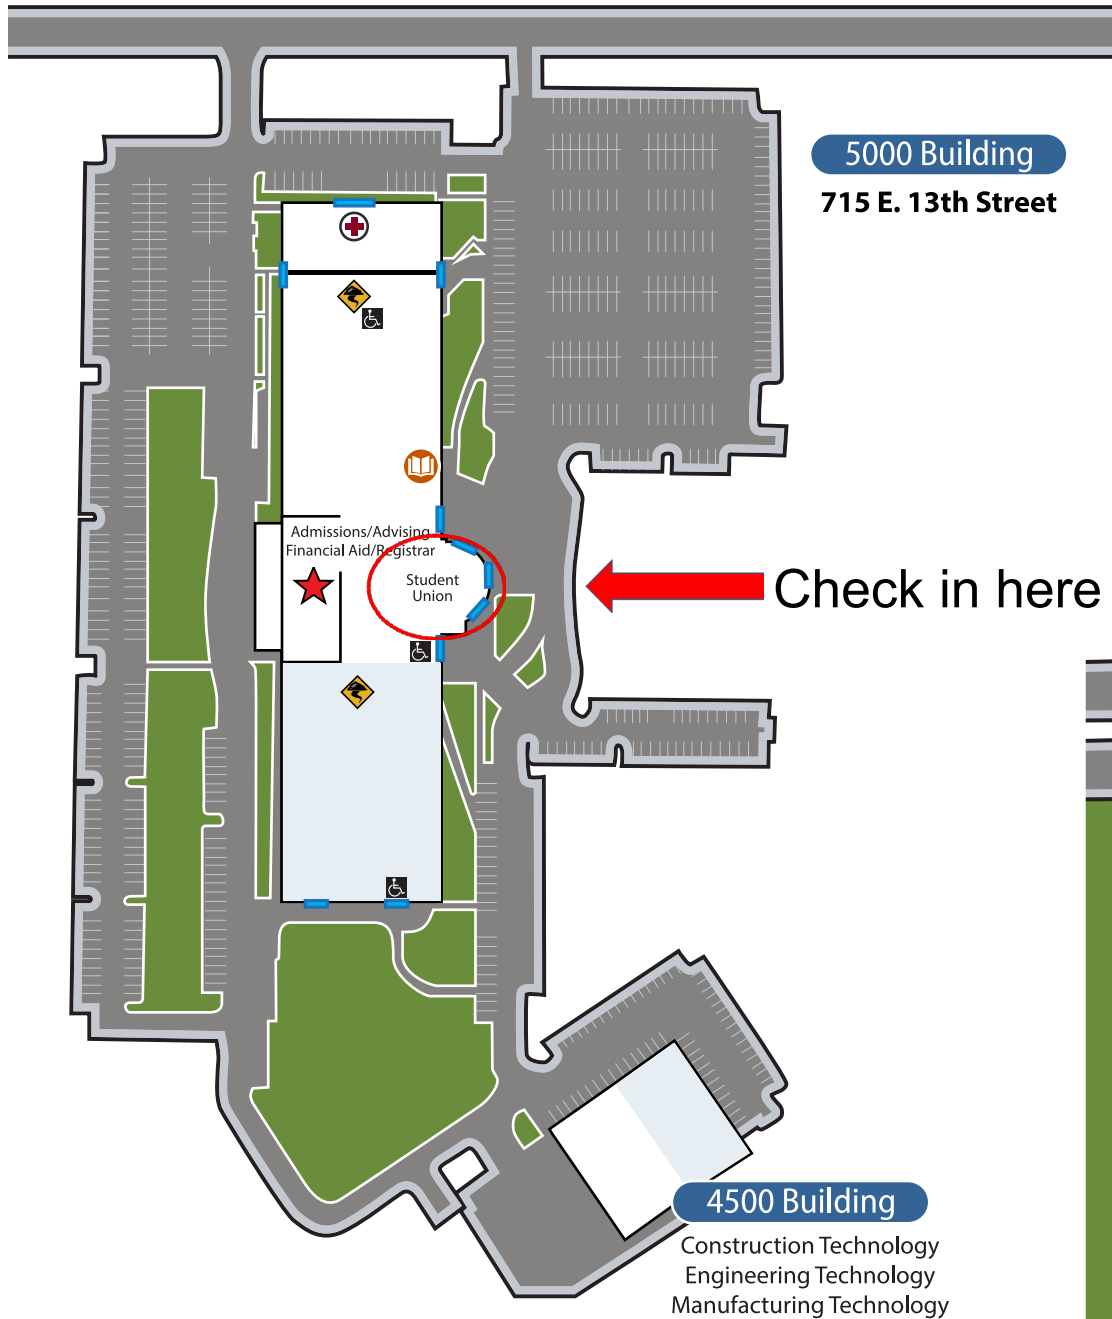 5000 Building
715 E. 13th Street
Admissions/Advising
Financial Aid/Registrar
Student
Union
Check in here
4500 Building
Construction Technology
Engineering Technology
Manufacturing Technology